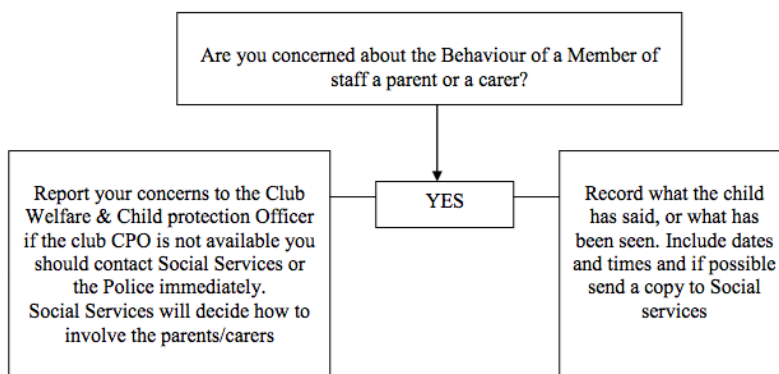 Are you concerned about the Behaviour of a Member of
staff a parent or a carer?
Report your concerns to the Club
Welfare & Child protection Officer
if the club CPO is not available you
should contact Social Services or
the Police immediately.
Social Services will decide how to
involve the parents/carers
YES
Record what the child
has said, or what has
been seen. Include dates
and times and if possible
send a copy to Social
services